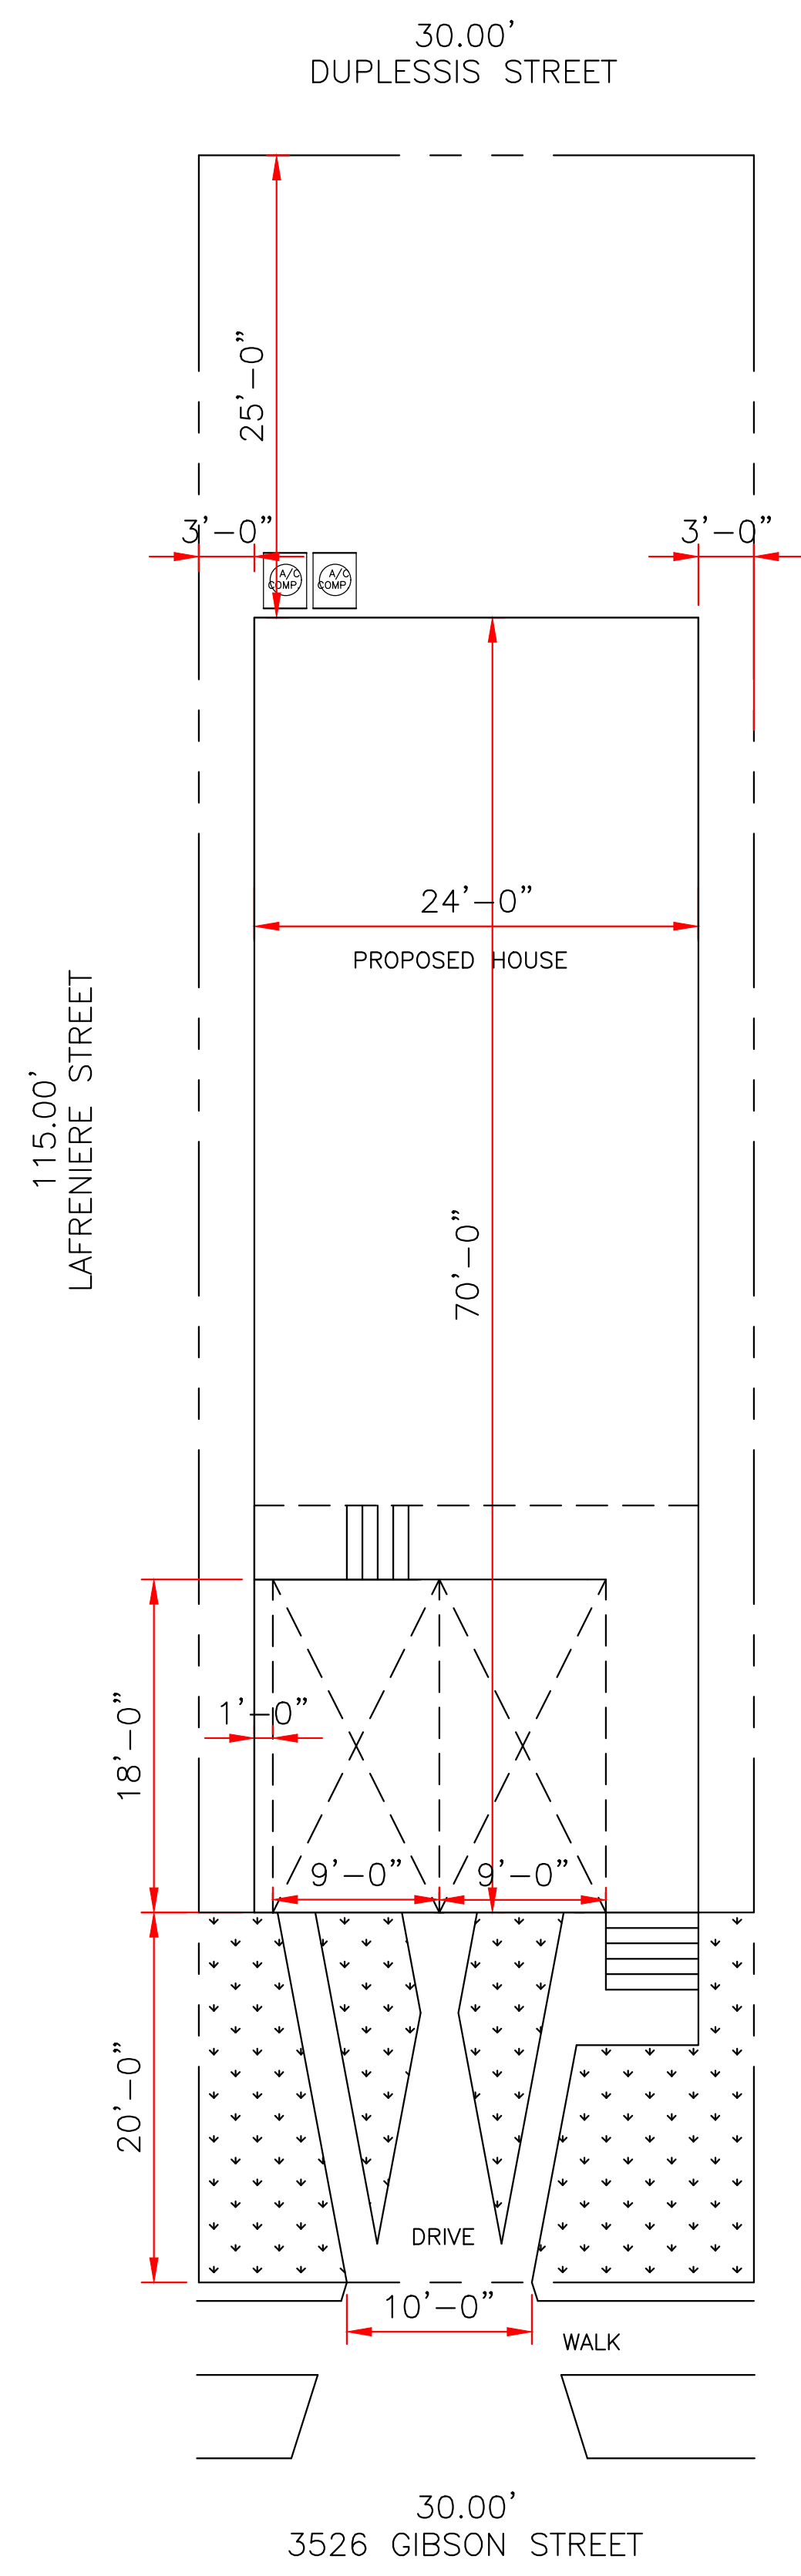 30.00'
DUPLESSIS STREET
25'-0"
3'-0"
3'-0"
A/C
COMP.
A/C
COMP.
24'-0"
PROPOSED HOUSE
115.00'
LAFRENIERE STREET
70'-0"
18'-0"
1'-0"
9'-0"
9'-0"
20'-0"
DRIVE
10'-0"
WALK
30.00'
3526 GIBSON STREET